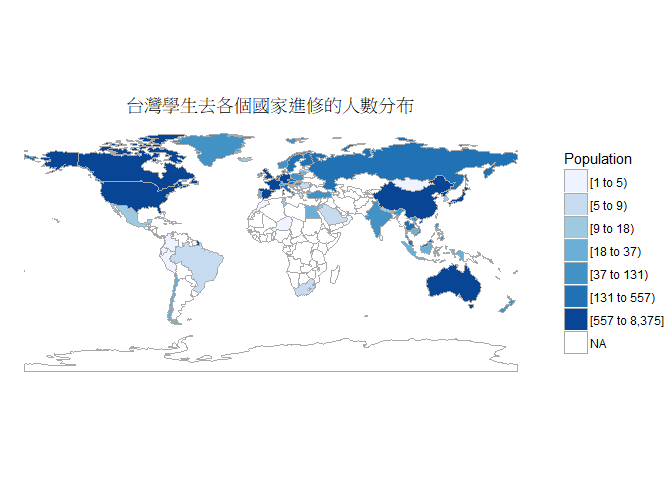 台灣學生去各個國家進修的人數分布
Population
[1 to 5)
[5 to 9)
[9 to 18)
[18 to 37)
[37 to 131)
[131 to 557)
[557 to 8,375]
NA